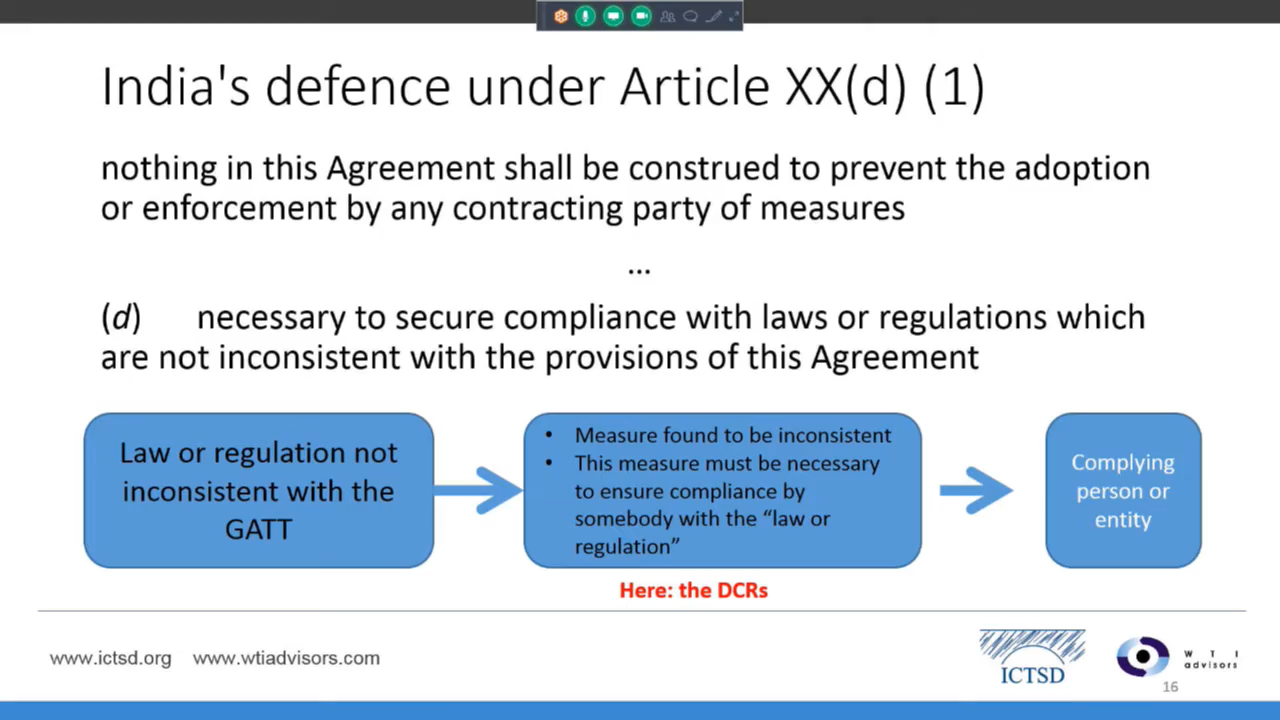 India's defence under Article XX(d) (1)
nothing in this Agreement shall be construed to prevent the adoption
or enforcement by any contracting party of measures
...
(d) necessary to secure compliance with laws or regulations which
are not inconsistent with the provisions of this Agreement
Law or regulation not
inconsistent with the
GATT
• Measure found to be inconsistent
• This measure must be necessary
to ensure compliance by
somebody with the “law or
regulation”
Complying
person or
entity
Here: the DCRs
www.ictsd.org www.wtiadvisors.com
ICTSD
W T I
advisors
16